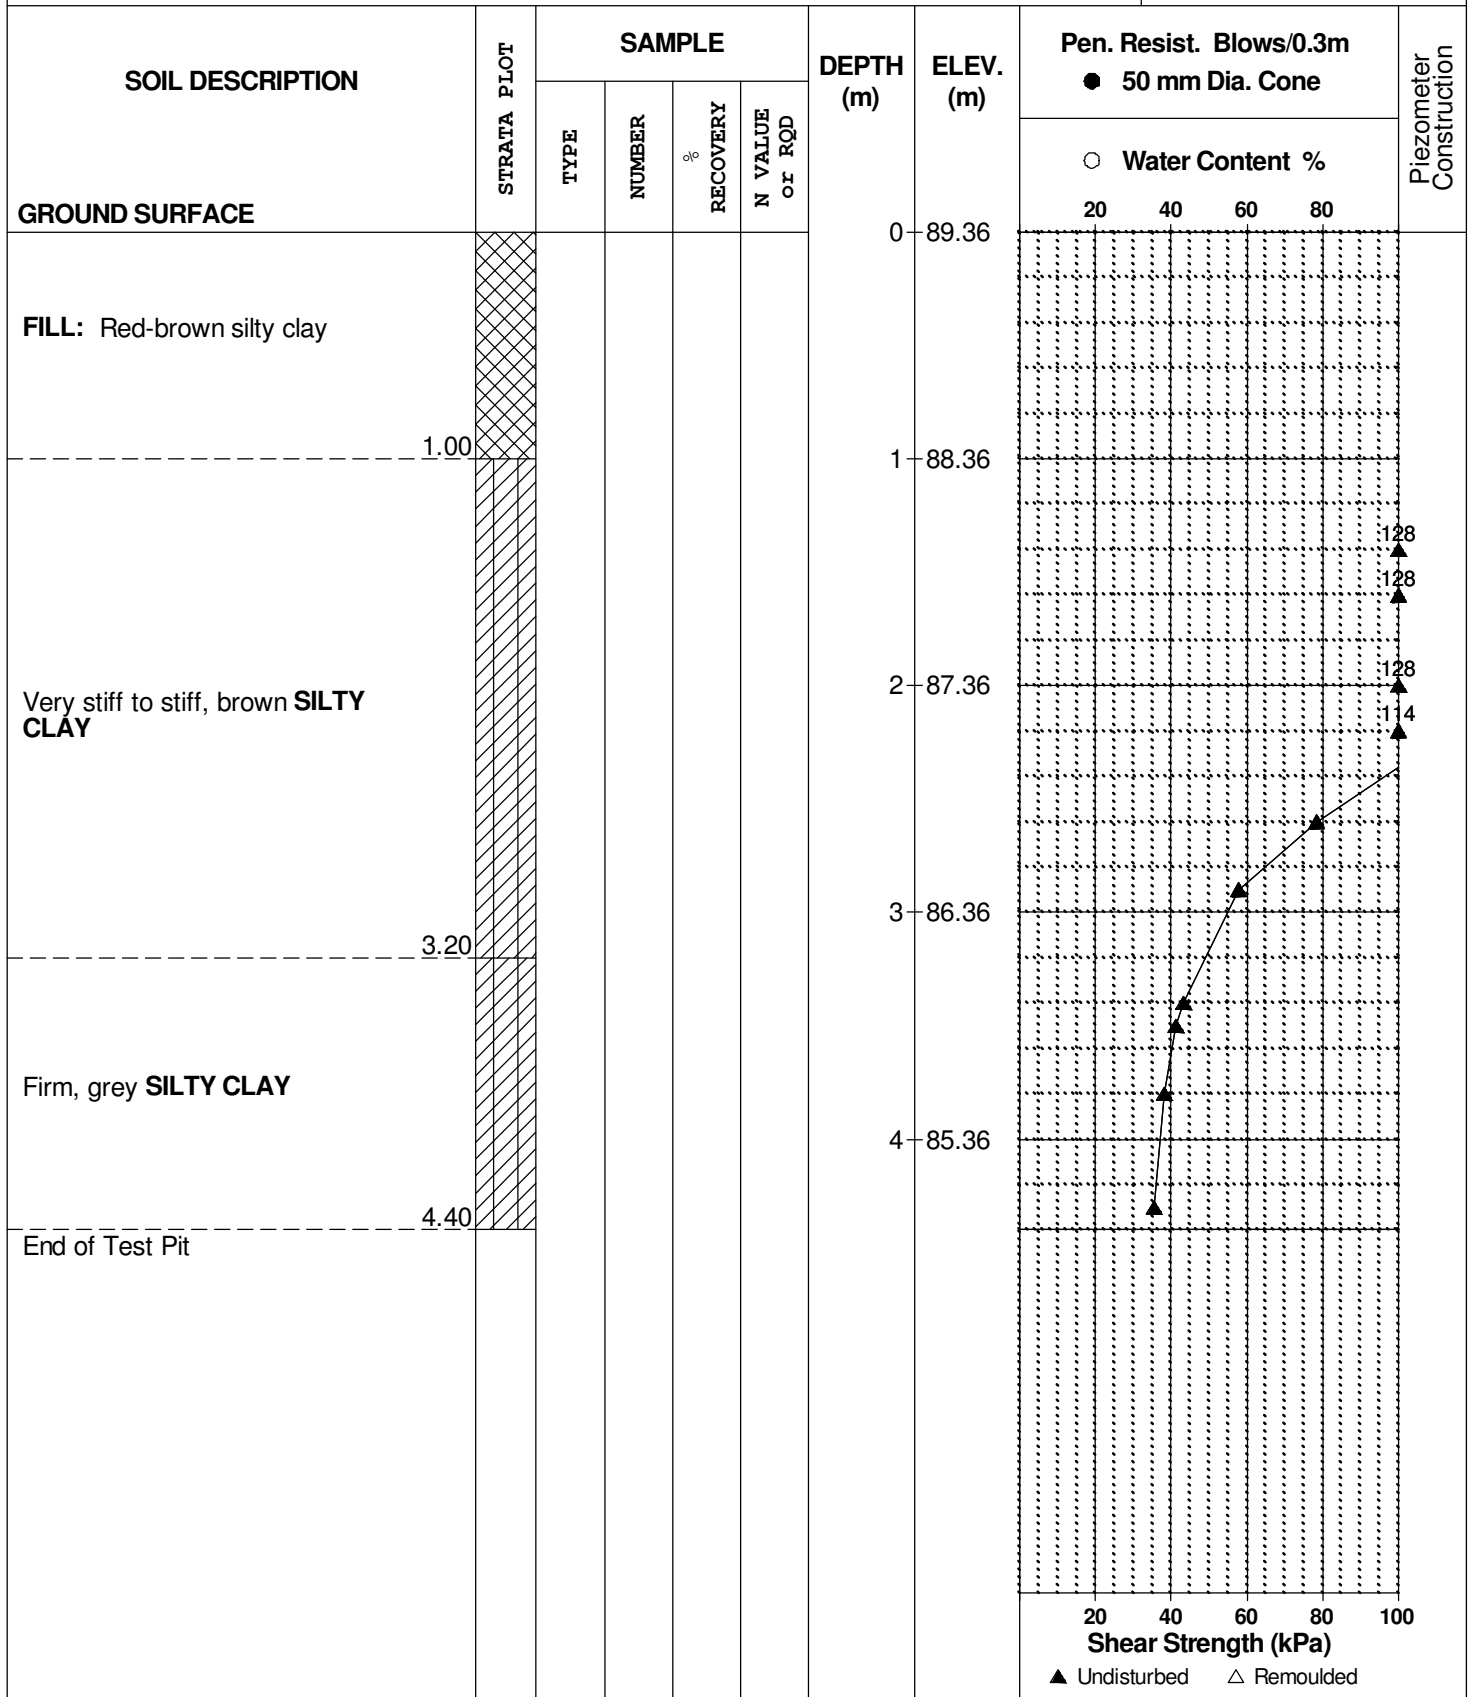 SOIL DESCRIPTION
GROUND SURFACE
STRATA PLOT
SAMPLE
TYPE
NUMBER
%
RECOVERY
N VALUE
or RQD
DEPTH
(m)
ELEV.
(m)
Pen. Resist. Blows/0.3m
● 50 mm Dia. Cone
○ Water Content %
20 40 60 80
Piezometer
Construction
0 89.36
FILL: Red-brown silty clay
1.00
1 88.36
128
128
128
2 87.36
Very stiff to stiff, brown SILTY
CLAY
114
3 86.36
3.20
Firm, grey SILTY CLAY
4 85.36
4.40
End of Test Pit
20 40 60 80 100
Shear Strength (kPa)
▲ Undisturbed △ Remoulded